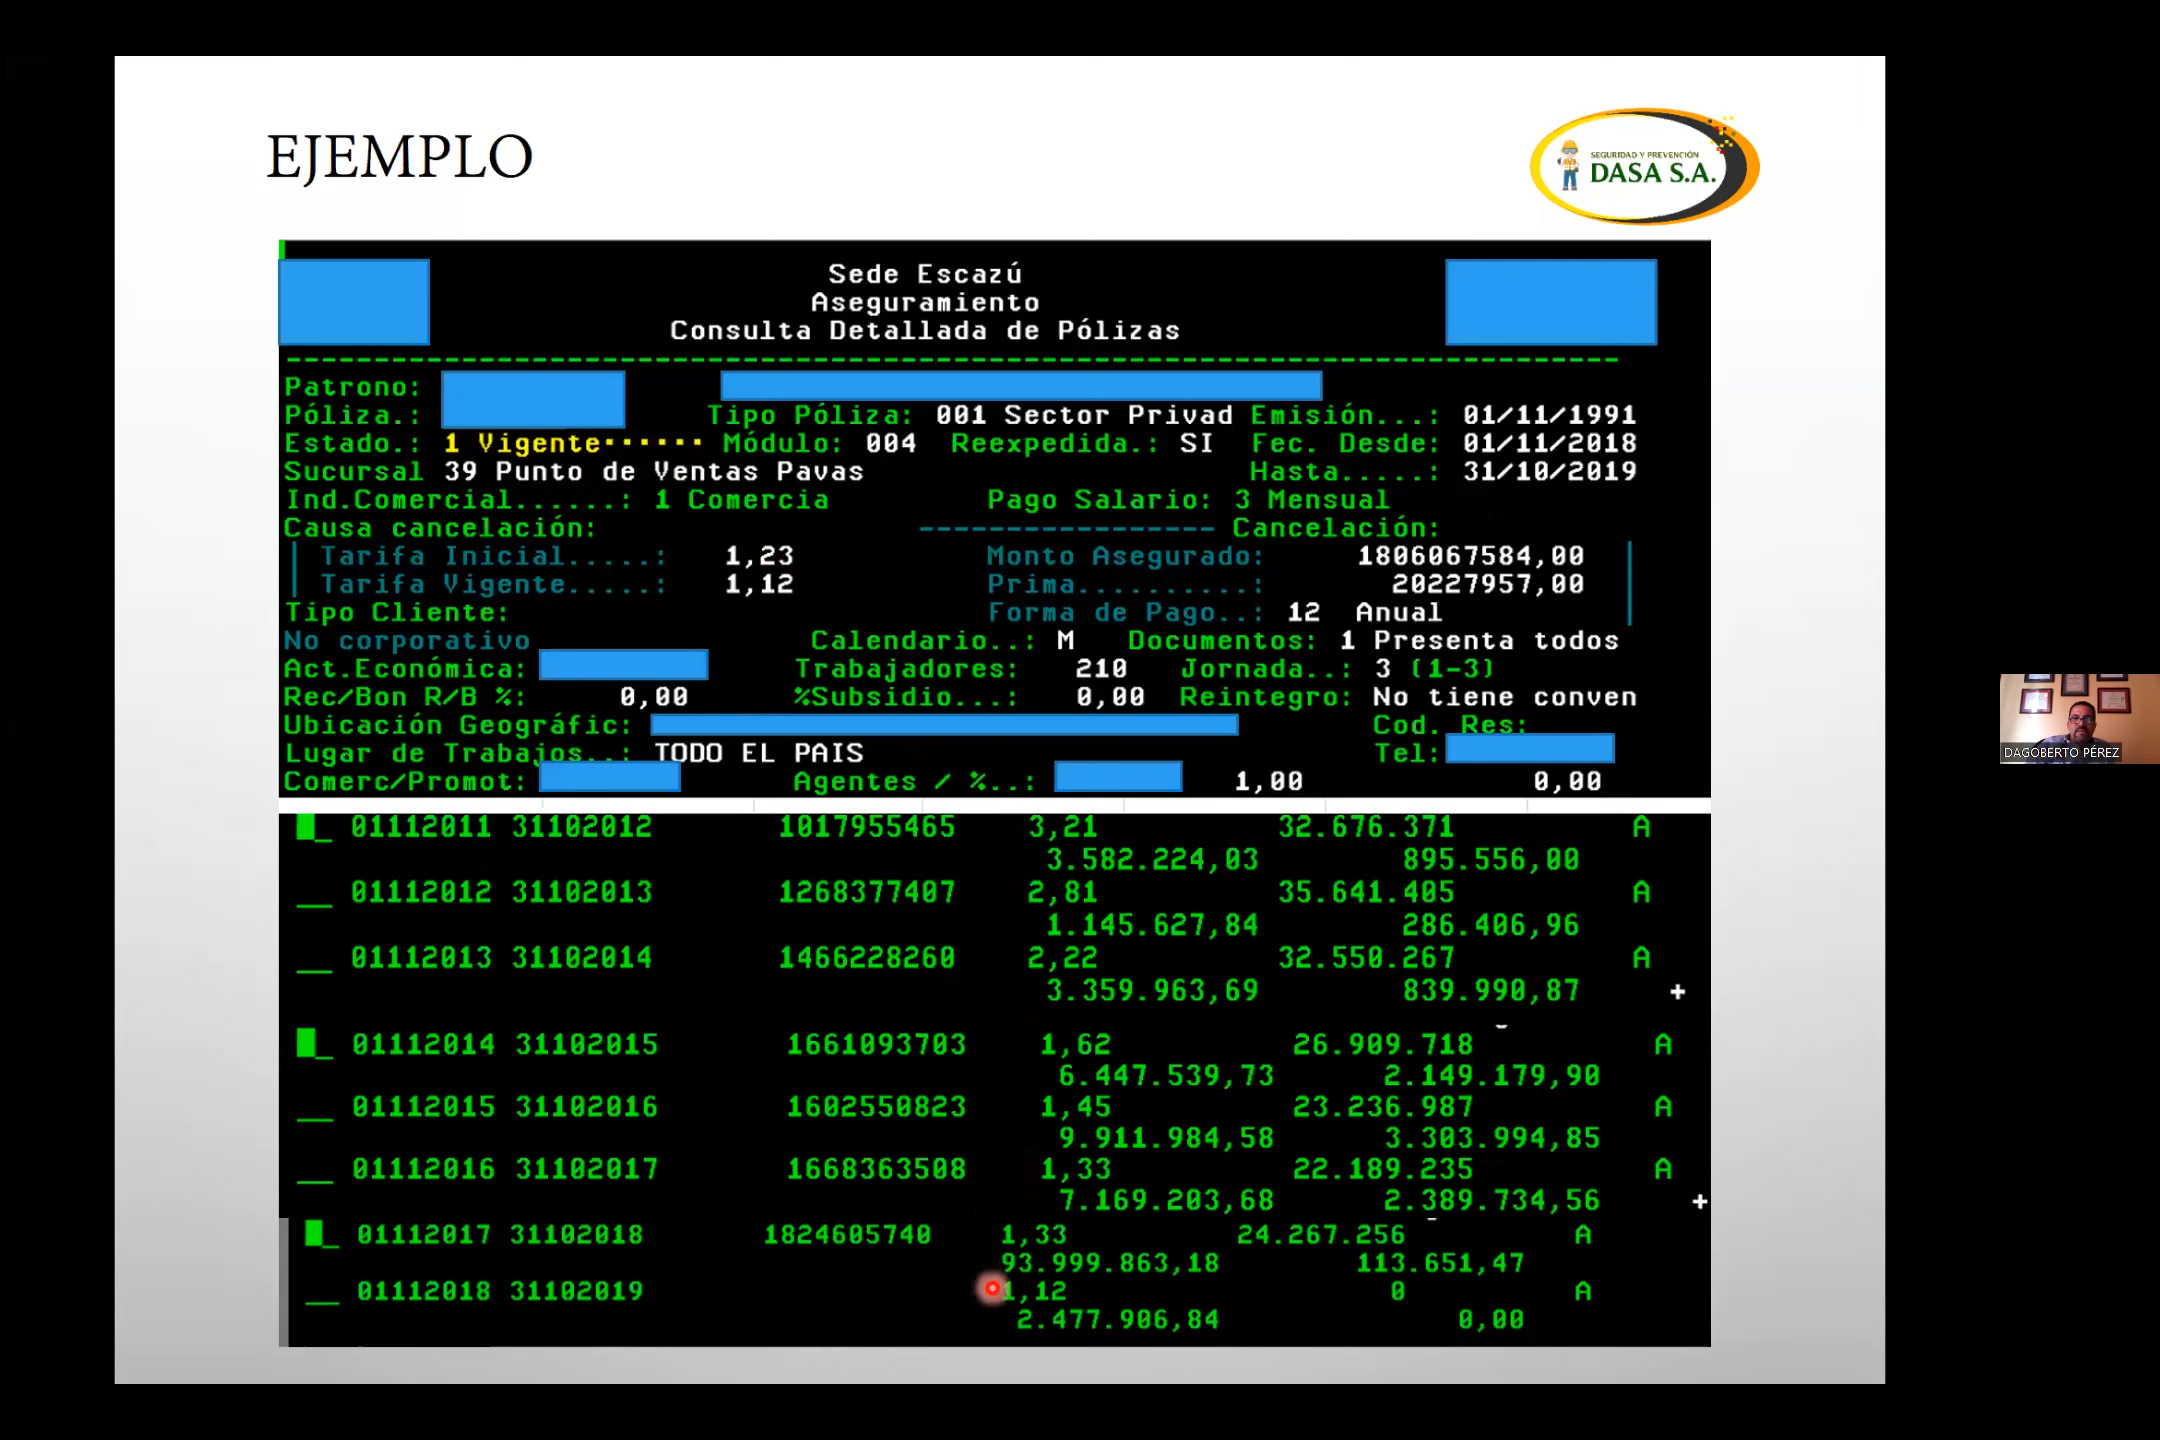 EJEMPLO
SEGURIDAD Y PREVENCIÓN
DASA S.A.
Sede Escazú
Aseguramiento
Consulta Detallada de Pólizas
Patrono:
Póliza.: Tipo Póliza: 001 Sector Privad Emisión...: 01/11/1991
Estado.: 1 Vigente······ Módulo: 004 Reexpedida.: SI Fec. Desde: 01/11/2018
Sucursal 39 Punto de Ventas Pavas Hasta.....: 31/10/2019
Ind.Comercial......: 1 Comercia Pago Salario: 3 Mensual
Causa cancelación: ----------------- Cancelación:
Tarifa Inicial.....: 1,23 Monto Asegurado: 1806067584,00
Tarifa Vigente.....: 1,12 Prima..........: 20227957,00
Tipo Cliente: Forma de Pago..: 12 Anual
No corporativo Calendario..: M Documentos: 1 Presenta todos
Act.Económica: Trabajadores: 210 Jornada..: 3 (1-3)
Rec/Bon R/B %: 0,00 %Subsidio...: 0,00 Reintegro: No tiene conven
Ubicación Geográfic: Cod. Res:
Lugar de Trabajos..: TODO EL PAIS Tel:
Comerc/Promot: Agentes / %..: 1,00 0,00
01112011 31102012 1017955465 3,21 32.676.371 A
3.582.224,03 895.556,00
01112012 31102013 1268377407 2,81 35.641.405 A
1.145.627,84 286.406,96
01112013 31102014 1466228260 2,22 32.550.267 A
3.359.963,69 839.990,87 +
01112014 31102015 1661093703 1,62 26.909.718 A
6.447.539,73 2.149.179,90
01112015 31102016 1602550823 1,45 23.236.987 A
9.911.984,58 3.303.994,85
01112016 31102017 1668363508 1,33 22.189.235 A
7.169.203,68 2.389.734,56 +
01112017 31102018 1824605740 1,33 24.267.256 A
93.999.863,18 113.651,47
01112018 31102019 1,12 0 A
2.477.906,84 0,00
DAGOBERTO PÉREZ